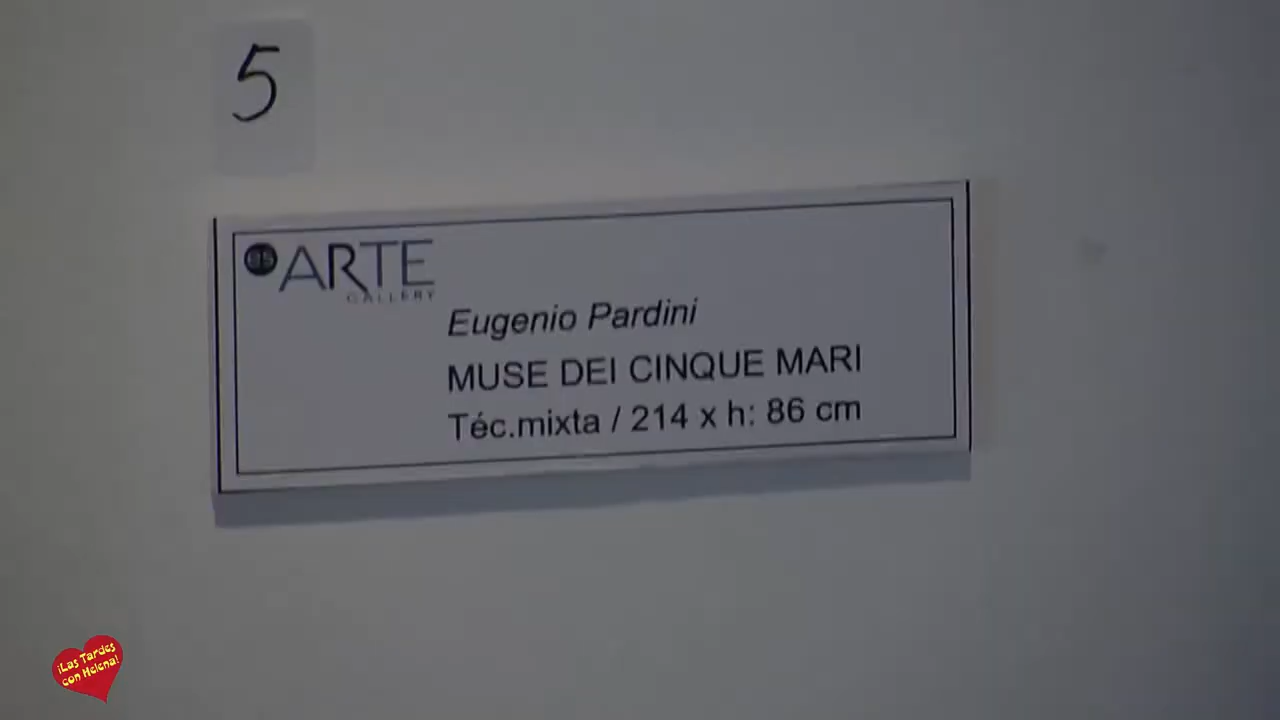 5
ARTE
GALLERY
Eugenio Pardini
MUSE DEI CINQUE MARI
Téc.mixta / 214 x h: 86 cm
¡Las Tardes
con Helena!